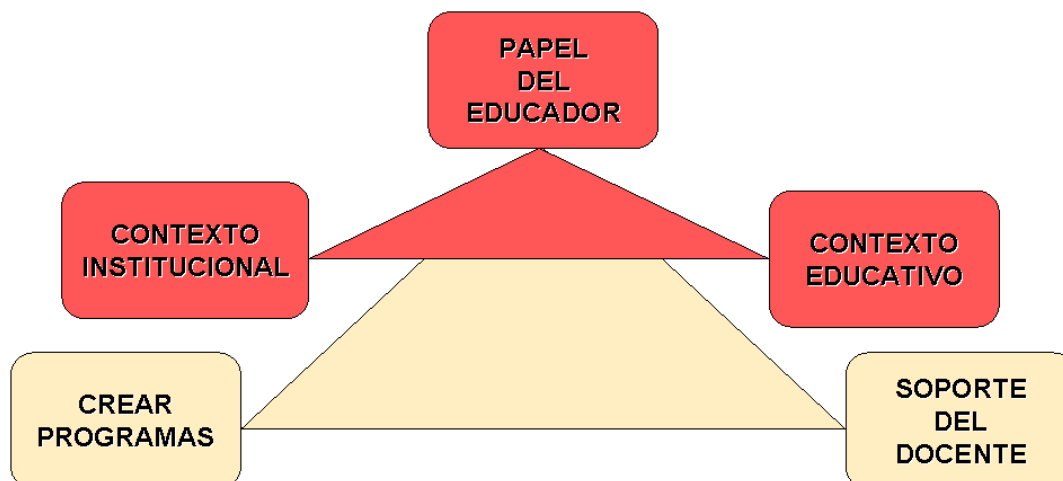 PAPEL
DEL
EDUCADOR
CONTEXTO
INSTITUCIONAL
CONTEXTO
EDUCATIVO
CREAR
PROGRAMAS
SOPORTE
DEL
DOCENTE